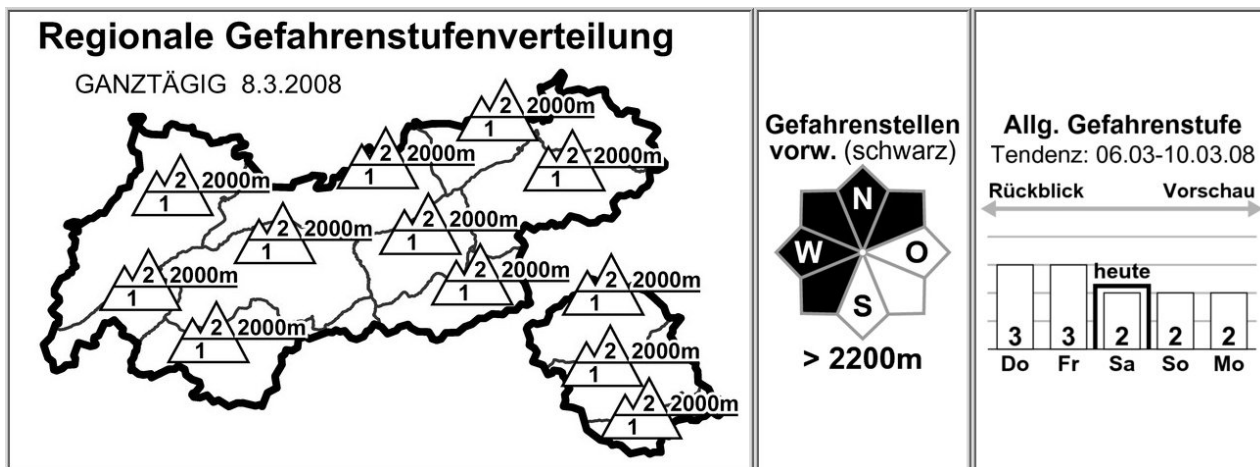 Regionale Gefahrenstufenverteilung
GANZTÄGIG 8.3.2008
2 2000m
1
2 2000m
1
2 2000m
1
2 2000m
1
2 2000m
1
2 2000m
1
2 2000m
1
2 2000m
1
2 2000m
1
2 2000m
1
2 2000m
1
2 2000m
1
Gefahrenstellen
vorw. (schwarz)
N
W O
S
> 2200m
Allg. Gefahrenstufe
Tendenz: 06.03-10.03.08
Rückblick Vorschau
heute
3 3 2 2 2
Do Fr Sa So Mo